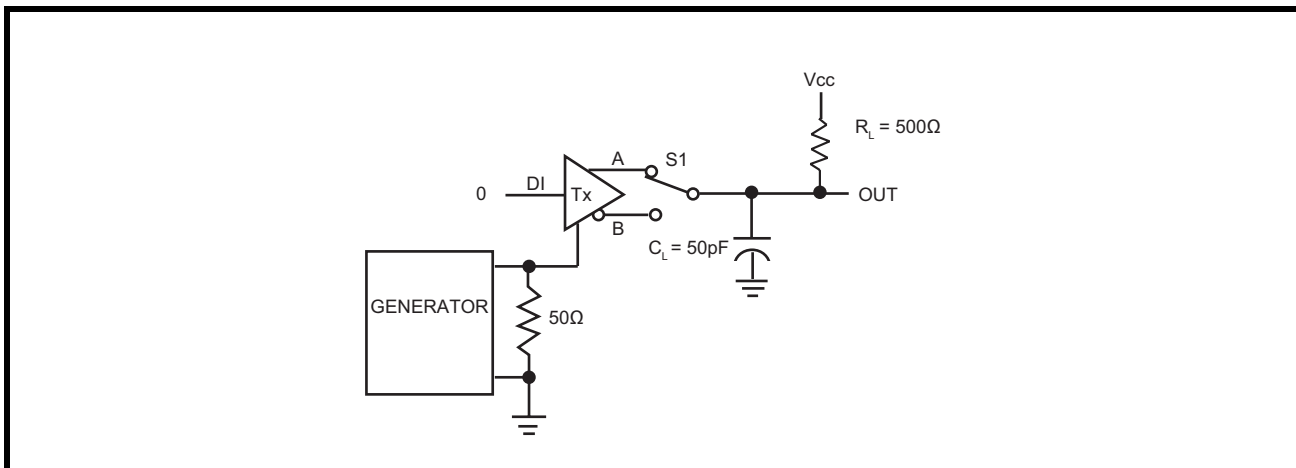 Vcc
R_L = 500Ω
A
S1
0
DI
Tx
OUT
B
C_L = 50pF
GENERATOR
50Ω